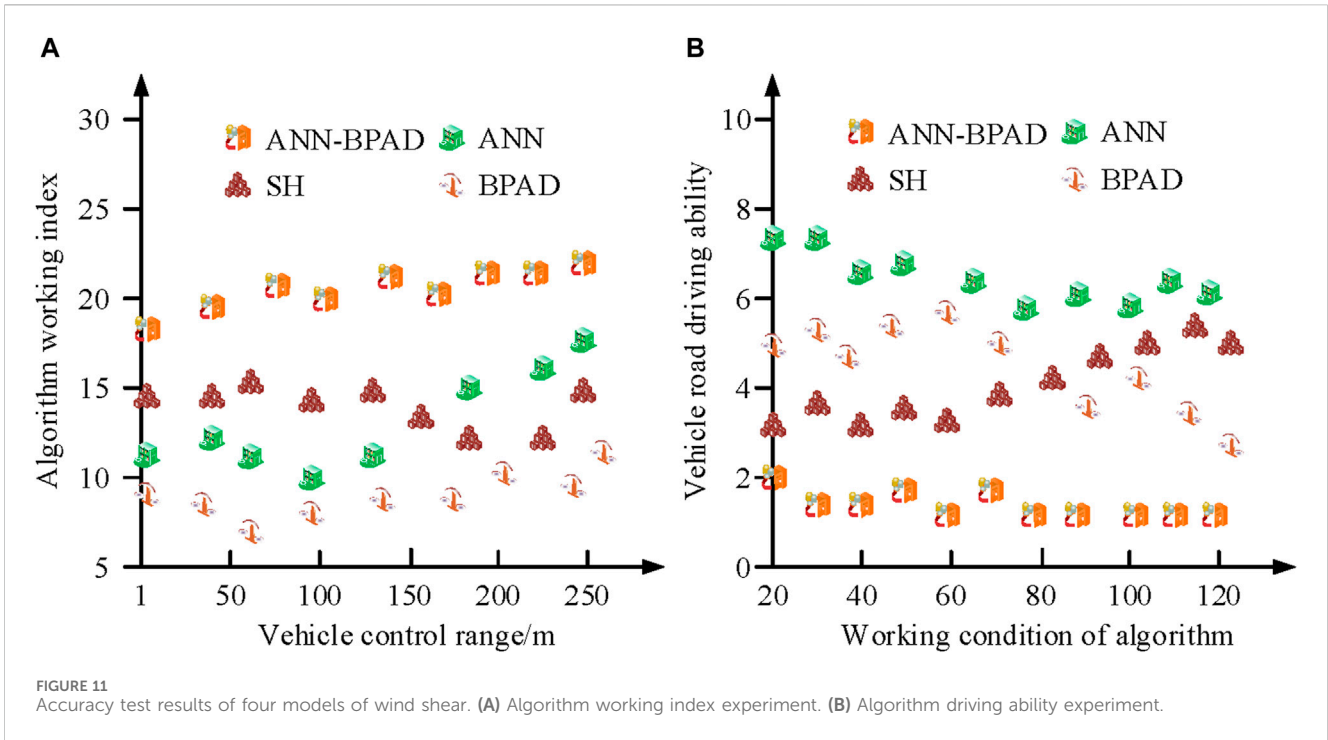 A
30
25
20
15
10
5
Algorithm working index
ANN-BPAD ANN
SH BPAD
1 50 100 150 200 250
Vehicle control range/m
B
10
8
6
4
2
0
Vehicle road driving ability
ANN-BPAD ANN
SH BPAD
20 40 60 80 100 120
Working condition of algorithm
FIGURE 11
Accuracy test results of four models of wind shear. (A) Algorithm working index experiment. (B) Algorithm driving ability experiment.